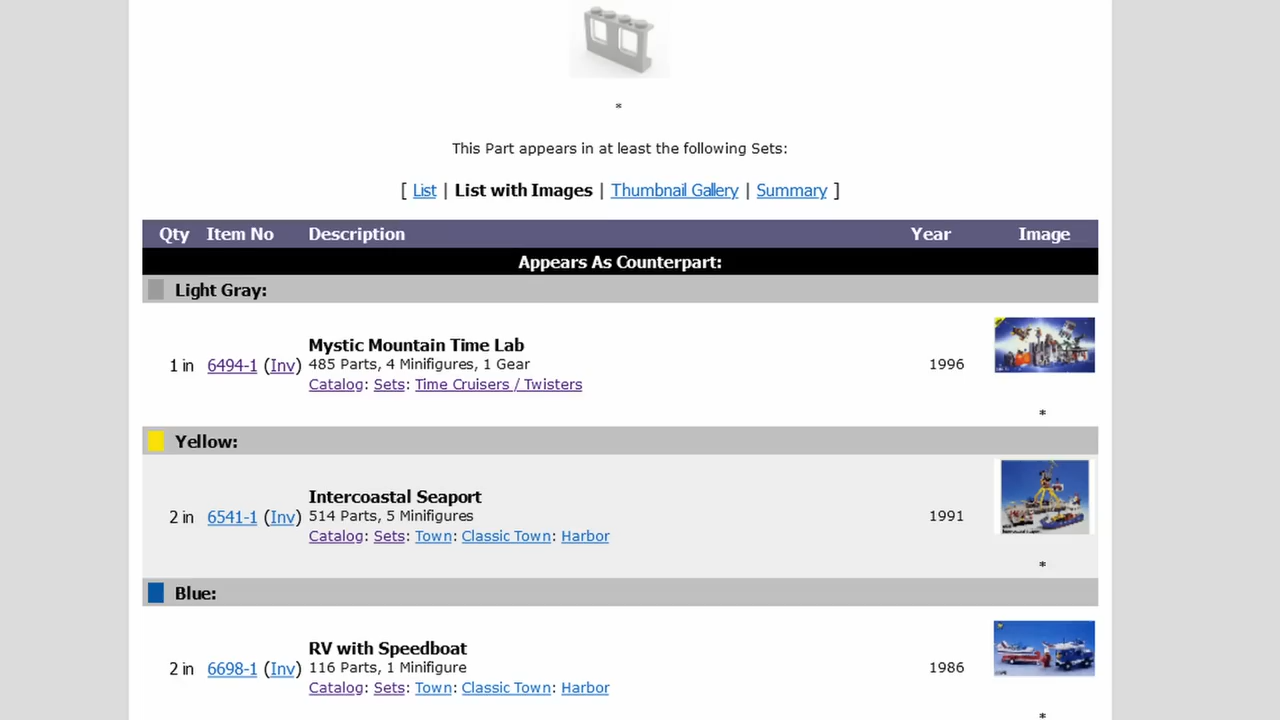 *
This Part appears in at least the following Sets:
[ List | List with Images | Thumbnail Gallery | Summary ]
Qty Item No Description Year Image
Appears As Counterpart:
Light Gray:
Mystic Mountain Time Lab
1 in 6494-1 (Inv) 485 Parts, 4 Minifigures, 1 Gear 1996
Catalog: Sets: Time Cruisers / Twisters
*
Yellow:
Intercoastal Seaport
2 in 6541-1 (Inv) 514 Parts, 5 Minifigures 1991
Catalog: Sets: Town: Classic Town: Harbor
*
Blue:
RV with Speedboat
2 in 6698-1 (Inv) 116 Parts, 1 Minifigure 1986
Catalog: Sets: Town: Classic Town: Harbor
*